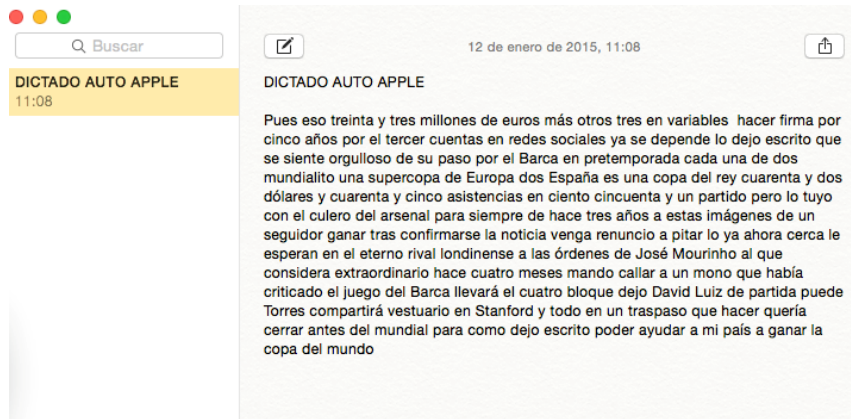 Buscar
12 de enero de 2015, 11:08
DICTADO AUTO APPLE
11:08
DICTADO AUTO APPLE
Pues eso treinta y tres millones de euros más otros tres en variables  hacer firma por
cinco años por el tercer cuentas en redes sociales ya se depende lo dejo escrito que
se siente orgulloso de su paso por el Barca en pretemporada cada una de dos
mundialito una supercopa de Europa dos España es una copa del rey cuarenta y dos
dólares y cuarenta y cinco asistencias en ciento cincuenta y un partido pero lo tuyo
con el culero del arsenal para siempre de hace tres años a estas imágenes de un
seguidor ganar tras confirmarse la noticia venga renuncio a pitar lo ya ahora cerca le
esperan en el eterno rival londinense a las órdenes de José Mourinho al que
considera extraordinario hace cuatro meses mando callar a un mono que había
criticado el juego del Barca llevará el cuatro bloque dejo David Luiz de partida puede
Torres compartirá vestuario en Stanford y todo en un traspaso que hacer quería
cerrar antes del mundial para como dejo escrito poder ayudar a mi país a ganar la
copa del mundo